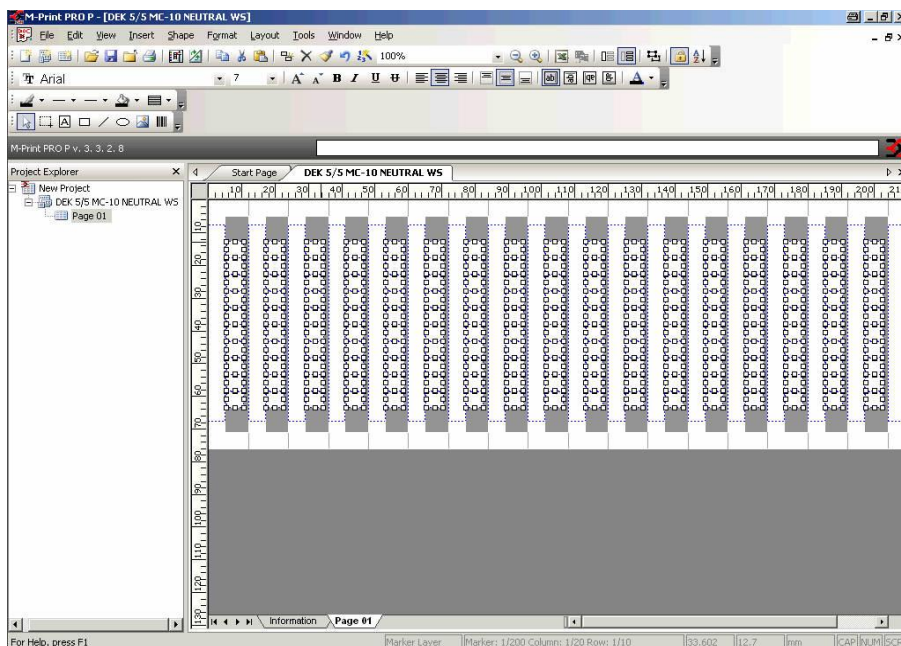 M-Print PRO P - [DEK 5/5 MC-10 NEUTRAL WS]
File Edit View Insert Shape Format Layout Tools Window Help
100%
Arial 7 A A B I U
M-Print PRO P v. 3. 3. 2. 8
Project Explorer
Start Page DEK 5/5 MC-10 NEUTRAL WS
New Project
DEK 5/5 MC-10 NEUTRAL WS
Page 01
10 20 30 40 50 60 70 80 90 100 110 120 130 140 150 160 170 180 190 200 21
10
20
30
40
50
60
70
80
90
100
110
120
130
Information Page 01
For Help, press F1 Marker Layer Marker: 1/200 Column: 1/20 Row: 1/10 33.602 12.7 mm CAP NUM SCR